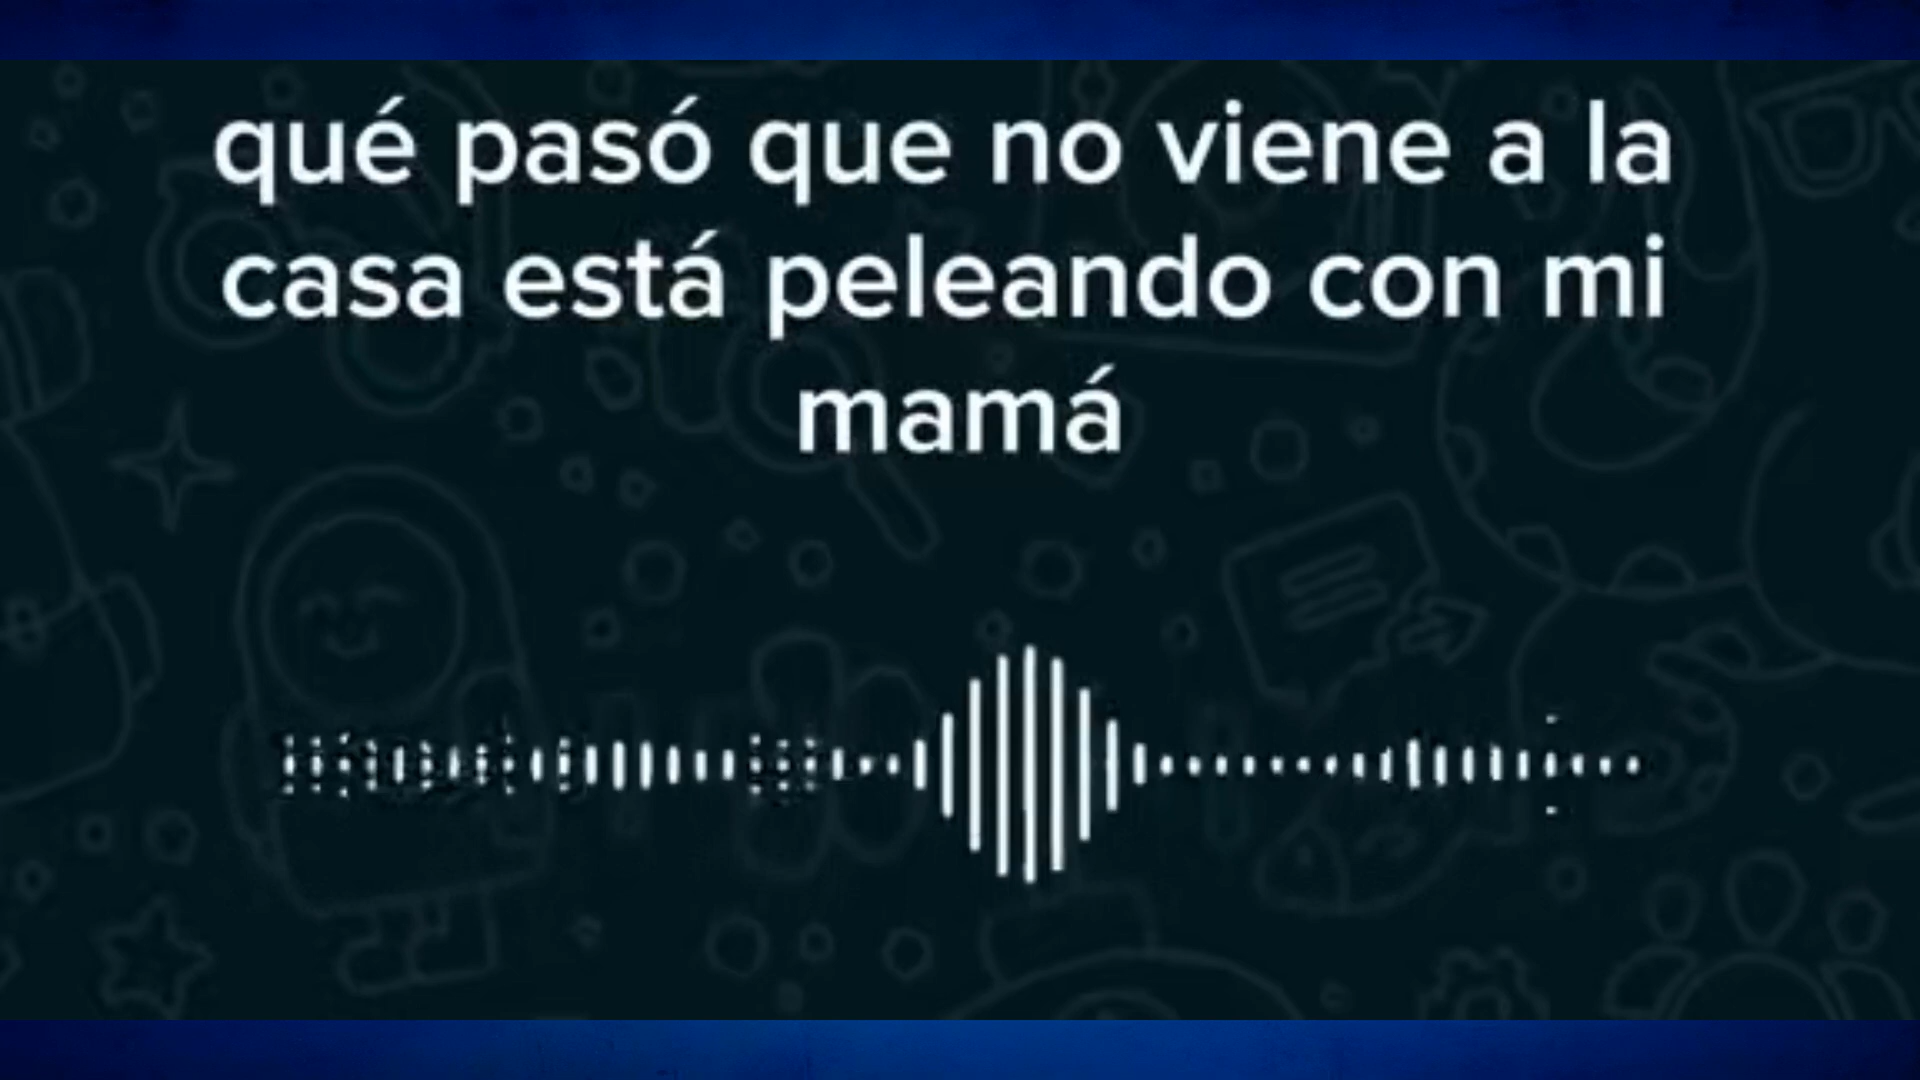 qué pasó que no viene a la
casa está peleando con mi
mamá